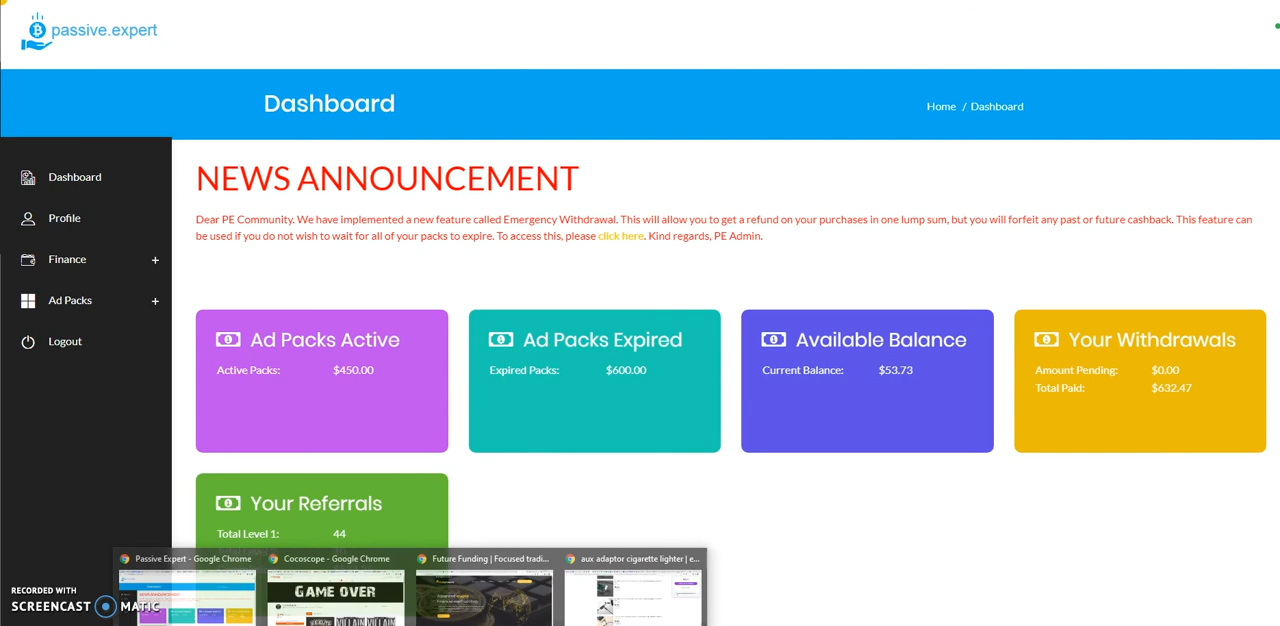 passive.expert
Dashboard
Home / Dashboard
Dashboard
Profile
Finance +
Ad Packs +
Logout
NEWS ANNOUNCEMENT
Dear PE Community. We have implemented a new feature called Emergency Withdrawal. This will allow you to get a refund on your purchases in one lump sum, but you will forfeit any past or future cashback. This feature can
be used if you do not wish to wait for all of your packs to expire. To access this, please click here. Kind regards, PE Admin.
Ad Packs Active
Active Packs: $450.00
Ad Packs Expired
Expired Packs: $600.00
Available Balance
Current Balance: $53.73
Your Withdrawals
Amount Pending: $0.00
Total Paid: $632.47
Your Referrals
Total Level 1: 44
Passive Expert - Google Chrome
Cocoscope - Google Chrome
Future Funding | Focused tradi...
aux adaptor cigarette lighter | e...
GAME OVER
RECORDED WITH
SCREENCAST MATIC